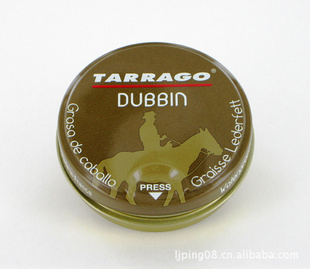 TARRAGO
DUBBIN
Grasa de caballo
Graisse Lederfett
PRESS
ljping08.cn.alibaba.com